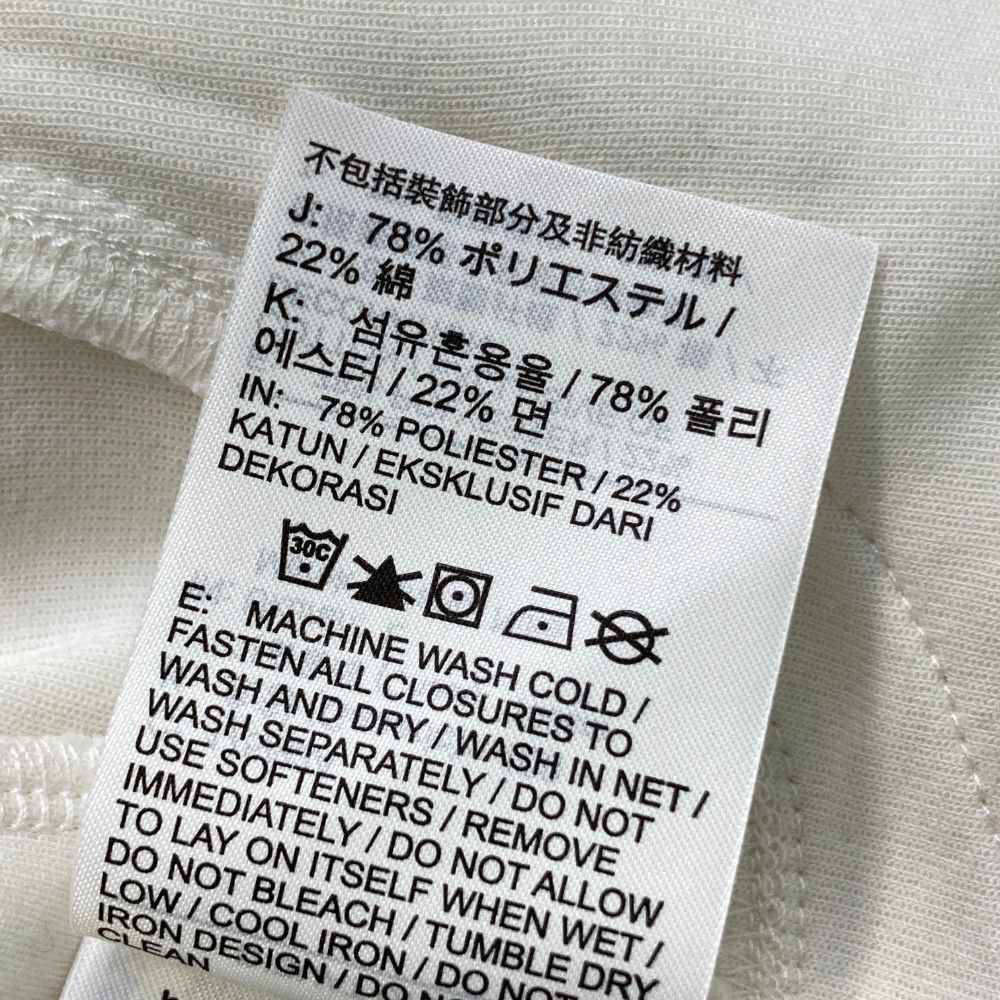 不包括裝飾部分及非紡織材料
J: 78% ポリエステル /
22% 綿
K: 섬유혼용율 / 78% 폴리
에스터 / 22% 면
IN: 78% POLIESTER / 22%
KATUN / EKSKLUSIF DARI
DEKORASI
30C
E: MACHINE WASH COLD /
FASTEN ALL CLOSURES TO
WASH AND DRY / WASH IN NET /
WASH SEPARATELY / DO NOT
USE SOFTENERS / REMOVE
IMMEDIATELY / DO NOT ALLOW
TO LAY ON ITSELF WHEN WET /
DO NOT BLEACH / TUMBLE DRY
LOW / COOL IRON / DO NOT
IRON DESIGN / DO NOT
CLEAN